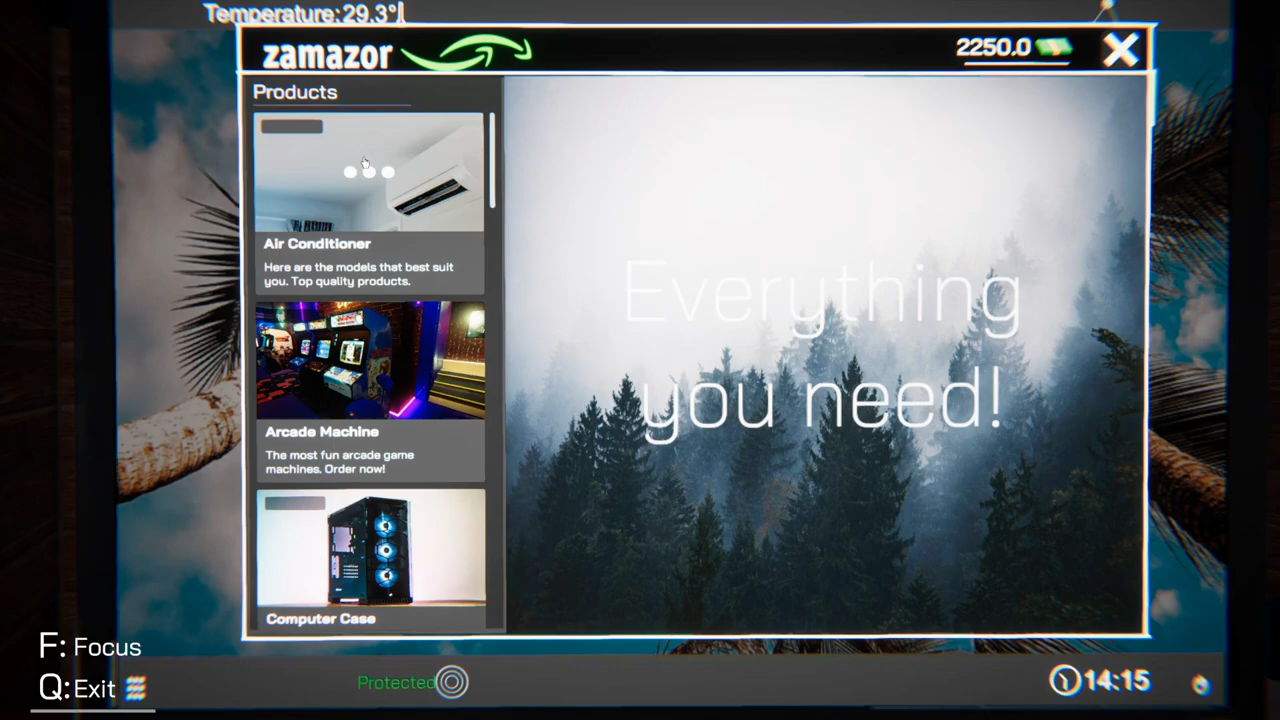 Temperature:29.3°
zamazor
2250.0
Products
Air Conditioner
Here are the models that best suit
you. Top quality products.
Arcade Machine
The most fun arcade game
machines. Order now!
Computer Case
Everything
you need!
F: Focus
Q: Exit
Protected
14:15